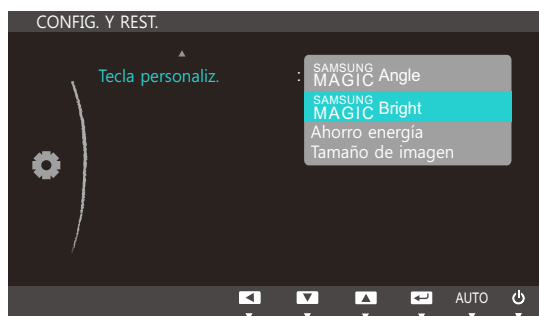 CONFIG. Y REST.
Tecla personaliz. : SAMSUNG MAGIC Angle
SAMSUNG MAGIC Bright
Ahorro energía
Tamaño de imagen
AUTO